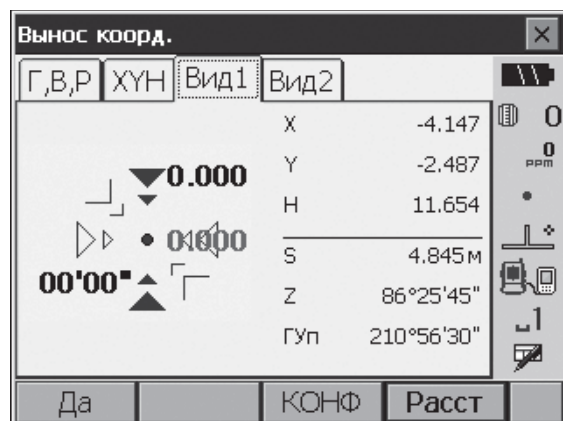 Вынос коорд.
Г,В,Р XYH Вид1 Вид2
X -4.147
0
Y -2.487
0
PPM
0.000
H 11.654
S 4.845 м
00'00"
Z 86°25'45"
ГУп 210°56'30"
1
Да КОНФ Расст